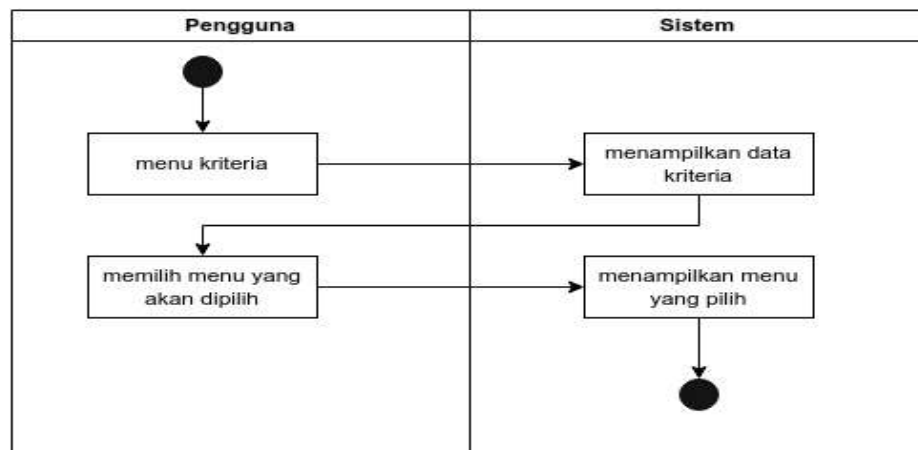 Pengguna
Sistem
menu kriteria
menampilkan data
kriteria
memilih menu yang
akan dipilih
menampilkan menu
yang pilih